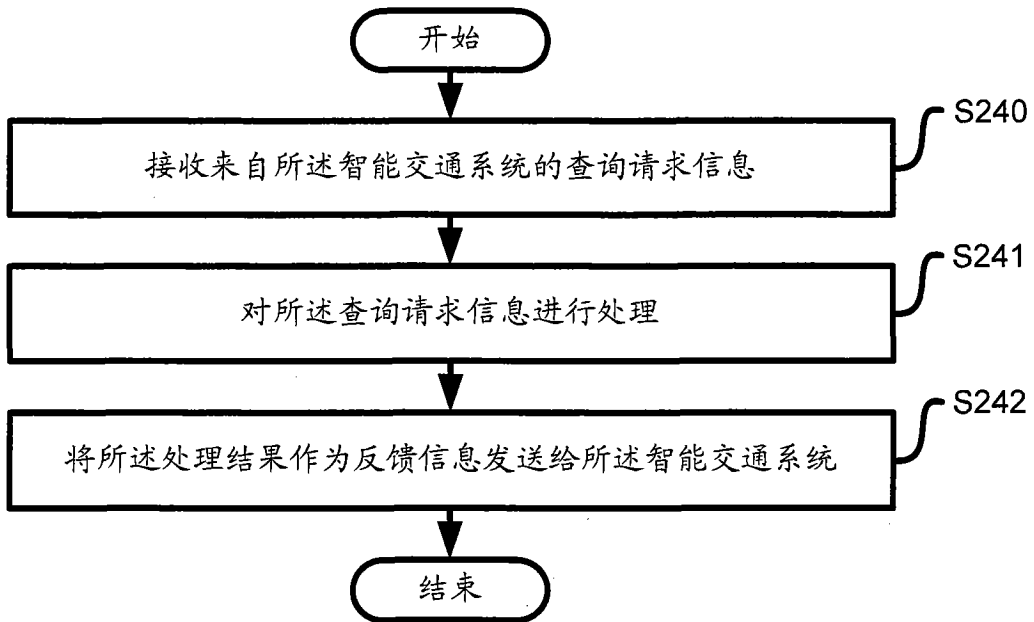 开始
S240
接收来自所述智能交通系统的查询请求信息
S241
对所述查询请求信息进行处理
S242
将所述处理结果作为反馈信息发送给所述智能交通系统
结束